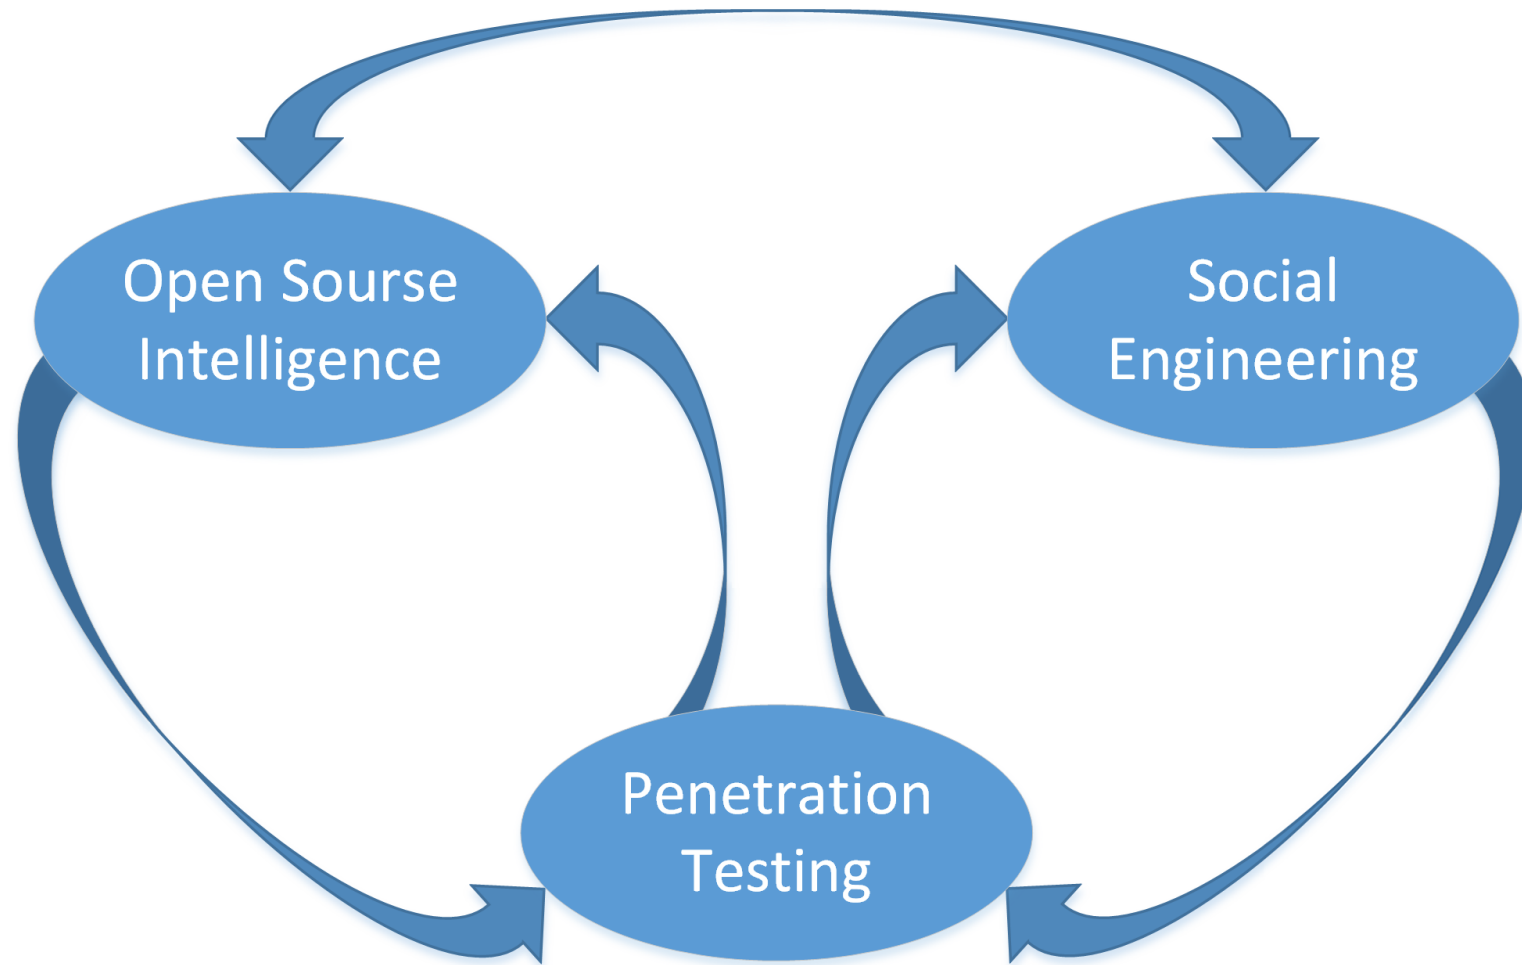 Open Sourse
Intelligence
Social
Engineering
Penetration
Testing